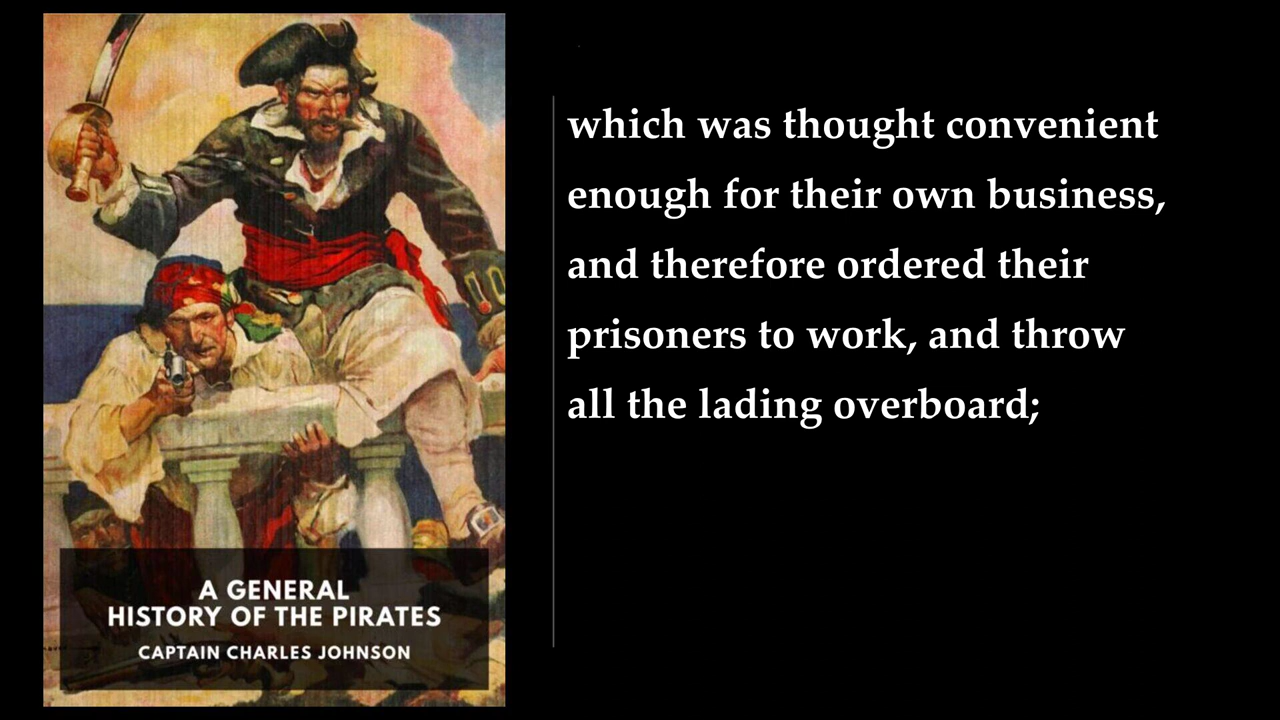 which was thought convenient
enough for their own business,
and therefore ordered their
prisoners to work, and throw
all the lading overboard;
A GENERAL
HISTORY OF THE PIRATES
CAPTAIN CHARLES JOHNSON